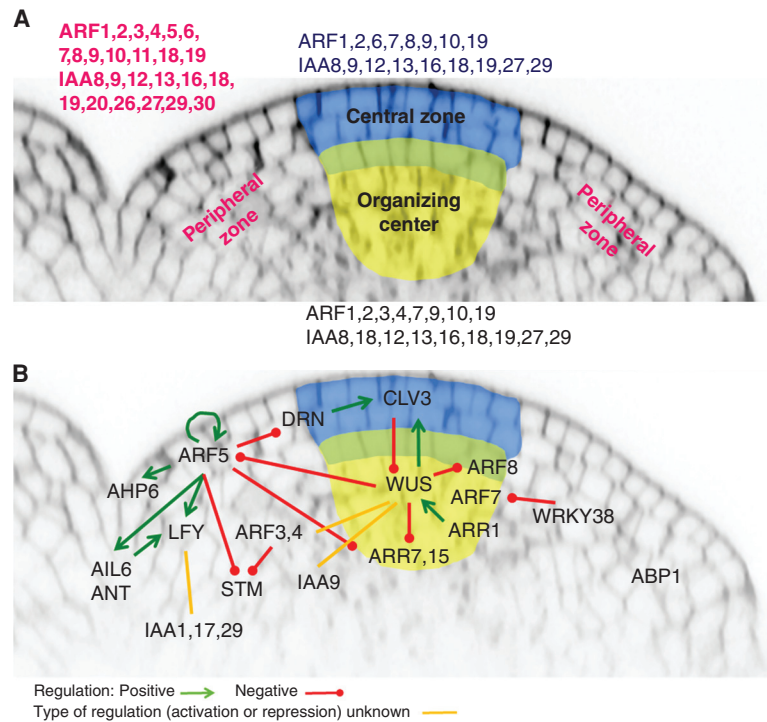 A
ARF1,2,3,4,5,6,
7,8,9,10,11,18,19
IAA8,9,12,13,16,18,
19,20,26,27,29,30
ARF1,2,6,7,8,9,10,19
IAA8,9,12,13,16,18,19,27,29
Central zone
Organizing
center
Peripheral
zone
Peripheral
zone
ARF1,2,3,4,7,9,10,19
IAA8,18,12,13,16,18,19,27,29
B
CLV3
DRN
ARF5
ARF8
AHP6
WUS
ARF7
WRKY38
LFY
ARF3,4
ARR1
ARR7,15
AIL6
ANT
STM
IAA9
ABP1
IAA1,17,29
Regulation: Positive Negative
Type of regulation (activation or repression) unknown